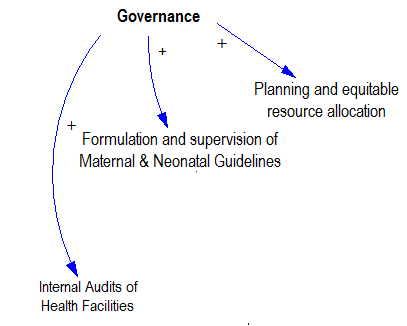 Governance
+
+
Planning and equitable
resource allocation
+
Formulation and supervision of
Maternal & Neonatal Guidelines
Internal Audits of
Health Facilities